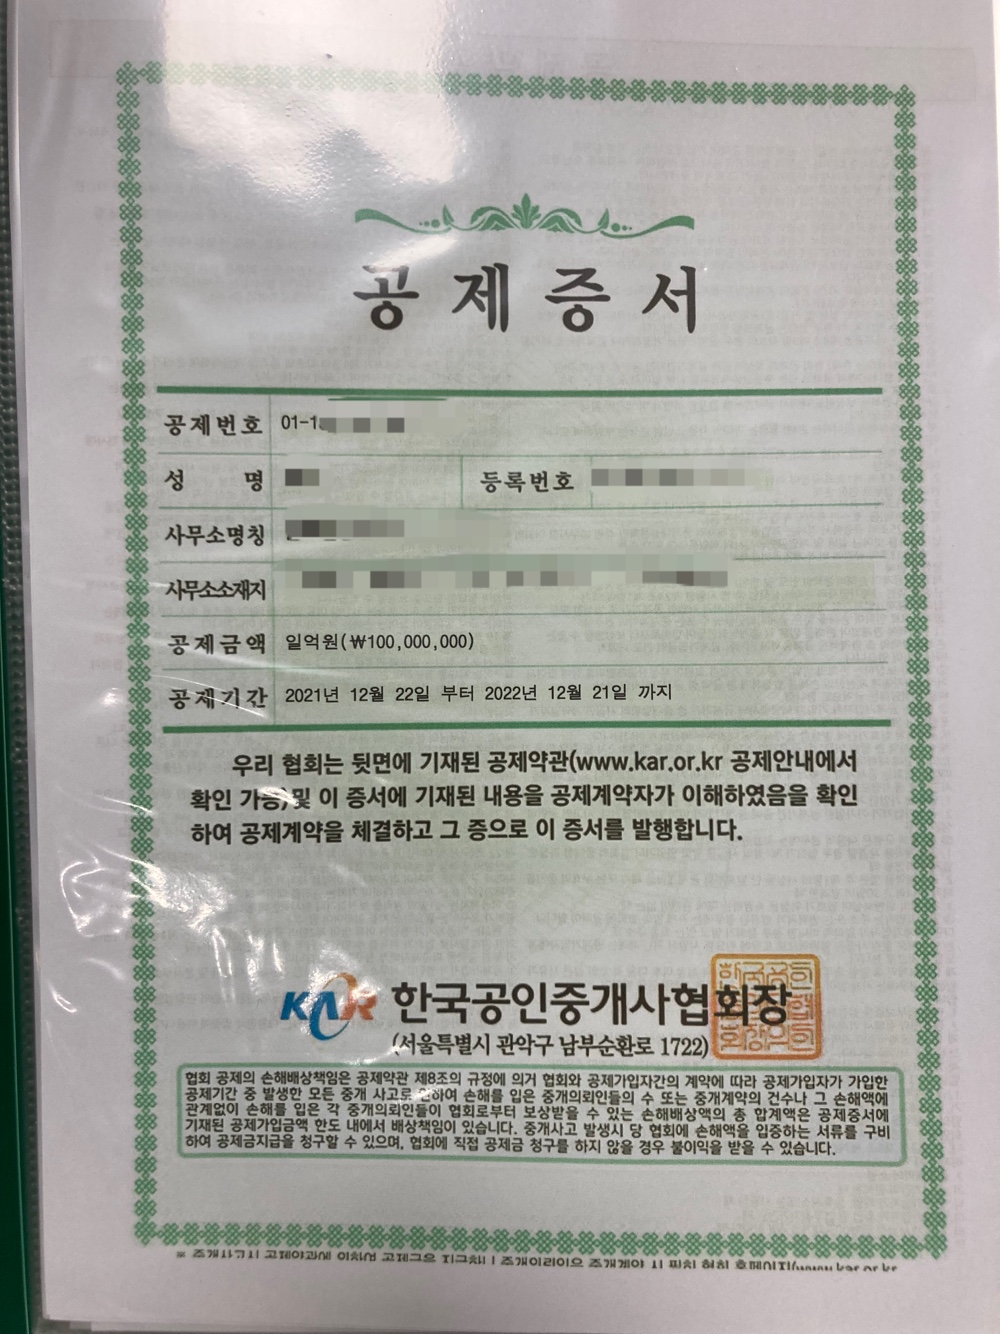 공제증서
공제번호 01-1
성명 등록번호
사무소명칭
사무소소재지
공제금액 일억원(₩100,000,000)
공제기간 2021년 12월 22일 부터 2022년 12월 21일 까지
우리 협회는 뒷면에 기재된 공제약관(www.kar.or.kr 공제안내에서
확인 가능)및 이 증서에 기재된 내용을 공제계약자가 이해하였음을 확인
하여 공제계약을 체결하고 그 증으로 이 증서를 발행합니다.
KAR 한국공인중개사협회장
(서울특별시 관악구 남부순환로 1722)
협회 공제의 손해배상책임은 공제약관 제8조의 규정에 의거 협회와 공제가입자간의 계약에 따라 공제가입자가 가입한
공제기간 중 발생한 모든 중개 사고로 인하여 손해를 입은 중개의뢰인들의 수 또는 중개계약의 건수나 그 손해액에
관계없이 손해를 입은 각 중개의뢰인들이 협회로부터 보상받을 수 있는 손해배상액의 총 합계액은 공제증서에
기재된 공제가입금액 한도 내에서 배상책임이 있습니다. 중개사고 발생시 당 협회에 손해액을 입증하는 서류를 구비
하여 공제금지급을 청구할 수 있으며, 협회에 직접 공제금 청구를 하지 않을 경우 불이익을 받을 수 있습니다.